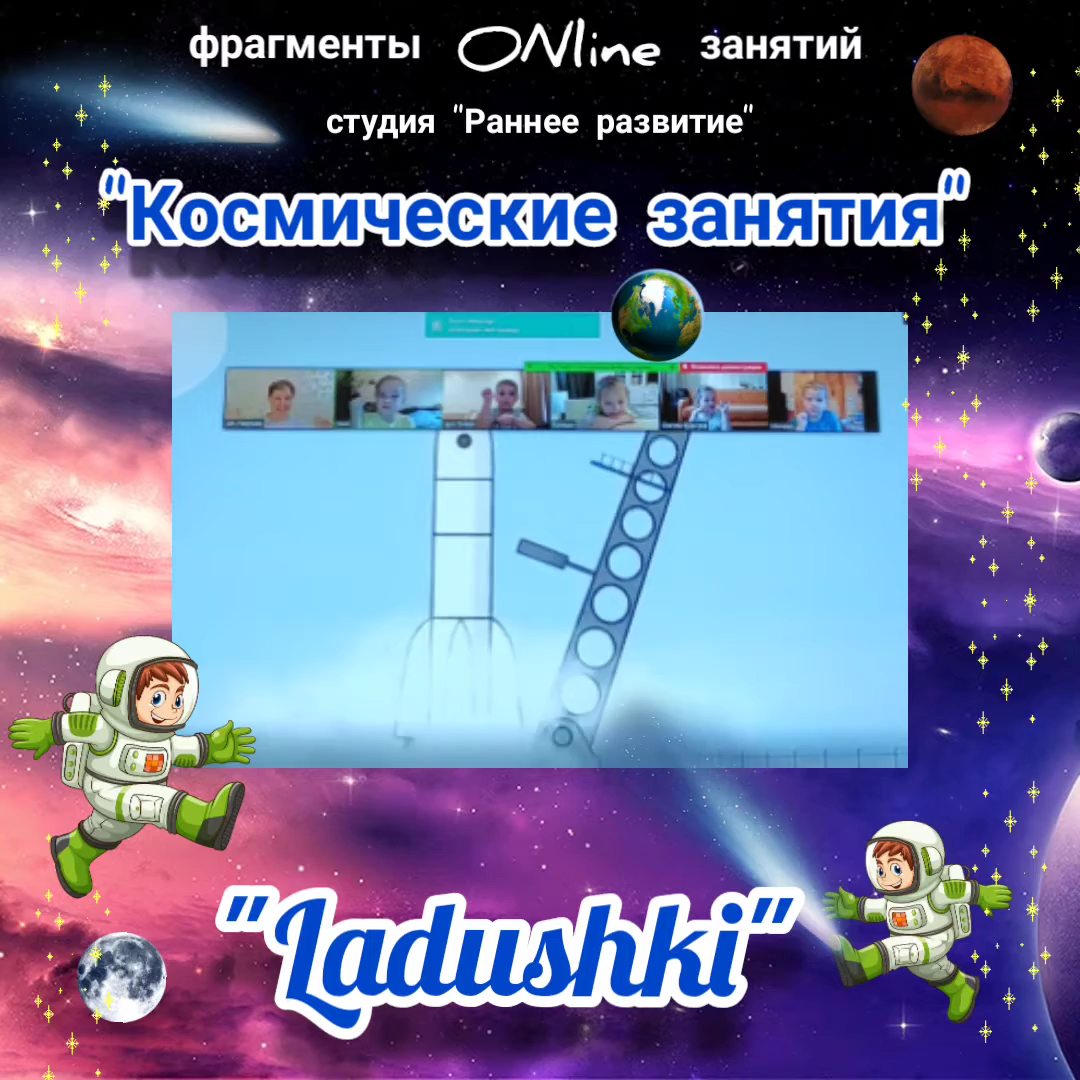 фрагменты ONline занятий
студия "Раннее развитие"
"Космические занятия"
"Ladushki"